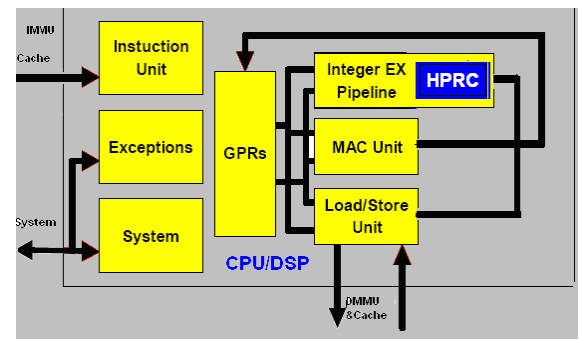 IMMU
Cache
Instuction
Unit
Integer EX
Pipeline
HPRC
Exceptions
GPRs
MAC Unit
System
System
Load/Store
Unit
CPU/DSP
DMMU
&Cache